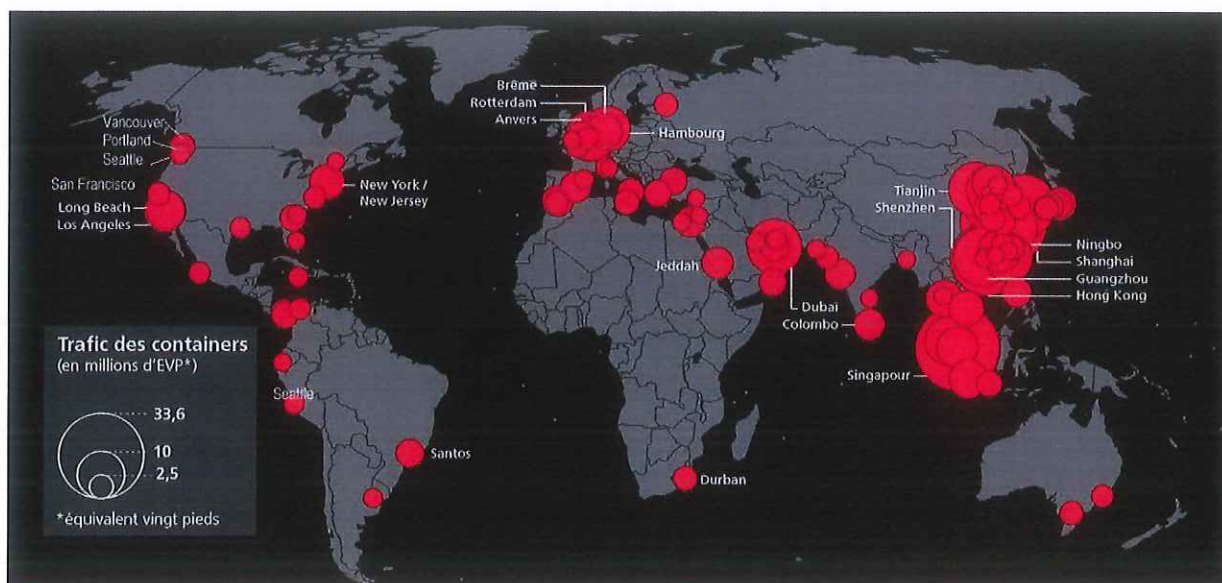 Vancouver
Portland
Seattle
San Francisco
Long Beach
Los Angeles
New York /
New Jersey
Brême
Rotterdam
Anvers
Hambourg
Jeddah
Dubaï
Colombo
Tianjin
Shenzhen
Ningbo
Shanghai
Guangzhou
Hong Kong
Singapour
Seattle
Santos
Durban
Trafic des containers
(en millions d'EVP*)
33,6
10
2,5
*équivalent vingt pieds